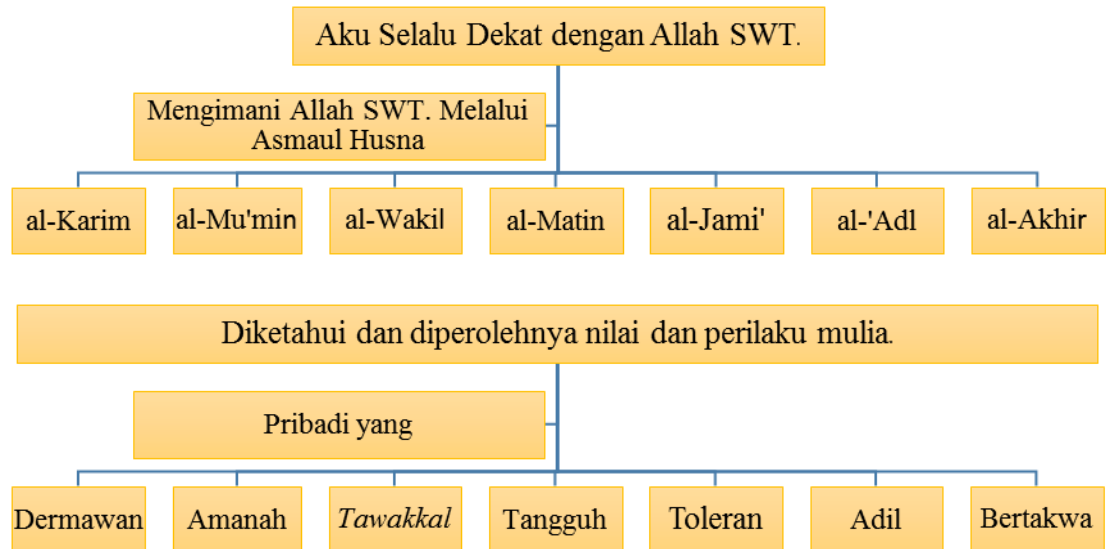 Aku Selalu Dekat dengan Allah SWT.
Mengimani Allah SWT. Melalui
Asmaul Husna
al-Karim
al-Mu'min
al-Wakil
al-Matin
al-Jami'
al-'Adl
al-Akhir
Diketahui dan diperolehnya nilai dan perilaku mulia.
Pribadi yang
Dermawan
Amanah
Tawakkal
Tangguh
Toleran
Adil
Bertakwa